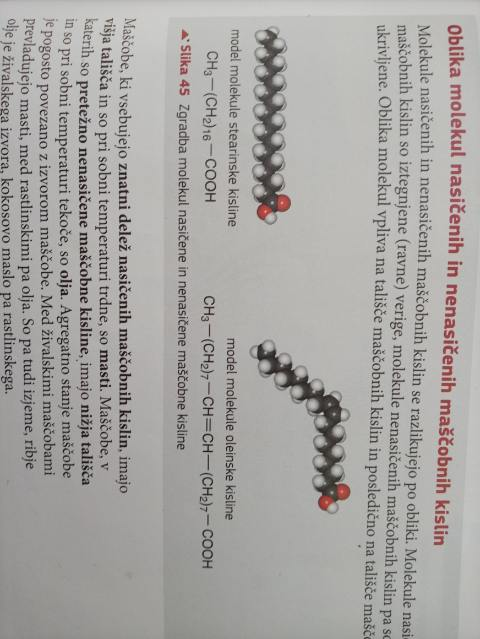 Oblika molekul nasičenih in nenasičenih maščobnih kislin
Molekule nasičenih in nenasičenih maščobnih kislin se razlikujejo po obliki. Molekule
maščobnih kislin so iztegnjene (ravne) verige, molekule nenasičenih maščobnih kislin pa
ukrivljene. Oblika molekul vpliva na tališče maščobnih kislin in posledično na tališče
model molekule stearinske kisline
CH3—(CH2)16—COOH
model molekule oleinske kisline
CH3—(CH2)7—CH=CH—(CH2)7—COOH
Slika 45 Zgradba molekul nasičene in nenasičene maščobne kisline
Maščobe, ki vsebujejo znatni delež nasičenih maščobnih kislin, imajo
višja tališča in so pri sobni temperaturi trdne, so masti. Maščobe, v
katerih so pretežno nenasičene maščobne kisline, imajo nižja tališča
in so pri sobni temperaturi tekoče, so olja. Agregatno stanje maščobe
je pogosto povezano z izvorom maščobe. Med živalskimi maščobami
prevladujejo masti, med rastlinskimi pa olja. So pa tudi izjeme, ribje
olje je živalskega izvora, kokosovo maslo pa rastlinskega.